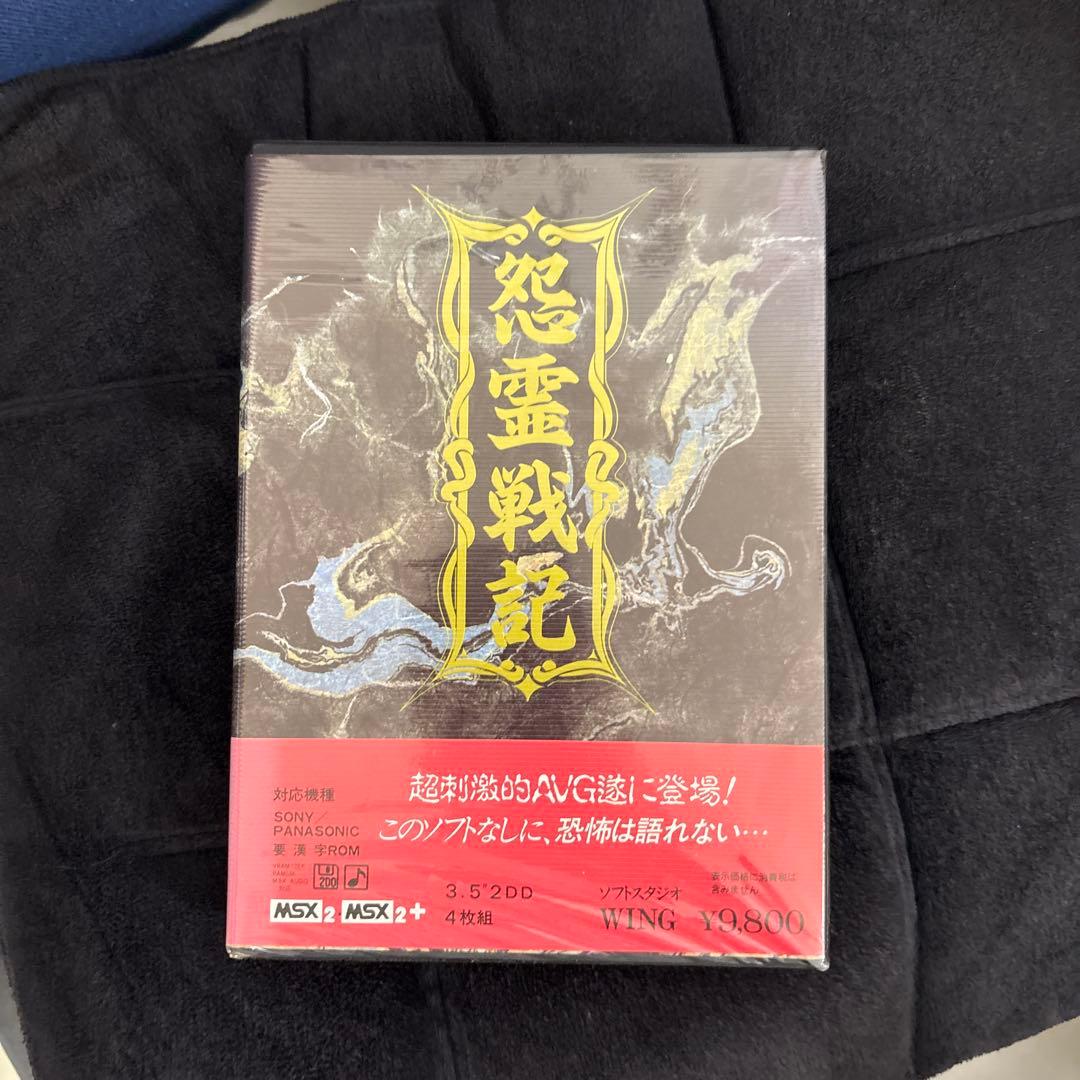 怨霊戦記
超刺激的AVG遂に登場!
このソフトなしに、恐怖は語れない…
対応機種
SONY/
PANASONIC
要漢字ROM
2DD
MSX2・MSX2+
3.5"2DD
4枚組
ソフトスタジオ
WING
表示価格に消費税は
含みません
¥9,800